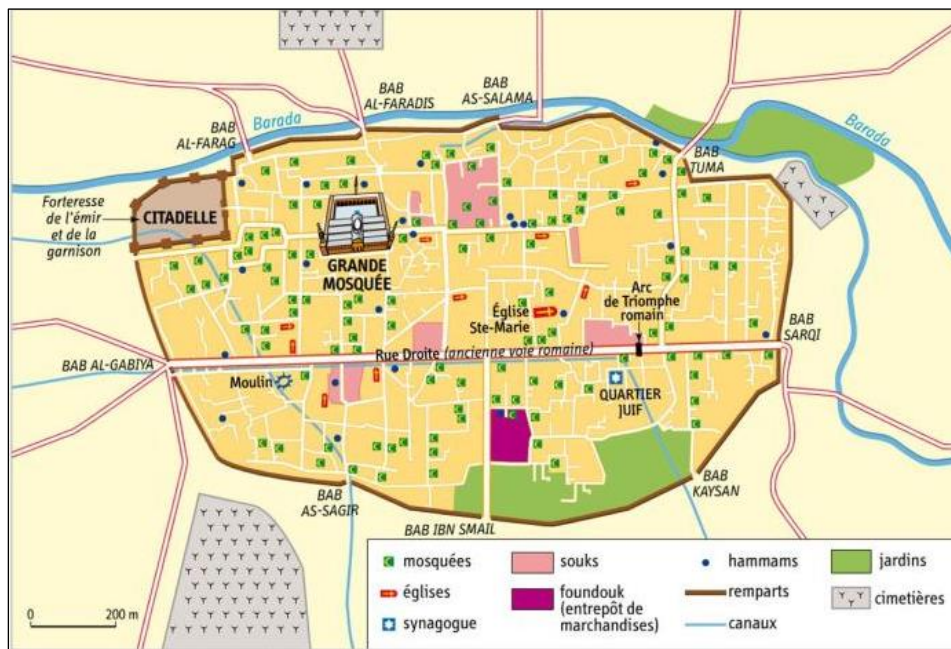 BAB
AL-FARADIS
BAB
AS-SALAMA
BAB
AL-FARAG
Barada
Barada
BAB
TUMA
Forteresse
de l'émir
et de la
garnison
CITADELLE
GRANDE
MOSQUÉE
Arc
de Triomphe
romain
Église
Ste-Marie
BAB
SARQI
Rue Droite (ancienne voie romaine)
BAB AL-GABIYA
Moulin
QUARTIER
JUIF
BAB
KAYSAN
BAB
AS-SAGIR
BAB IBN SMAIL
0 200 m
mosquées
églises
synagogue
souks
foundouk
(entrepôt de
marchandises)
hammams
remparts
canaux
jardins
cimetières